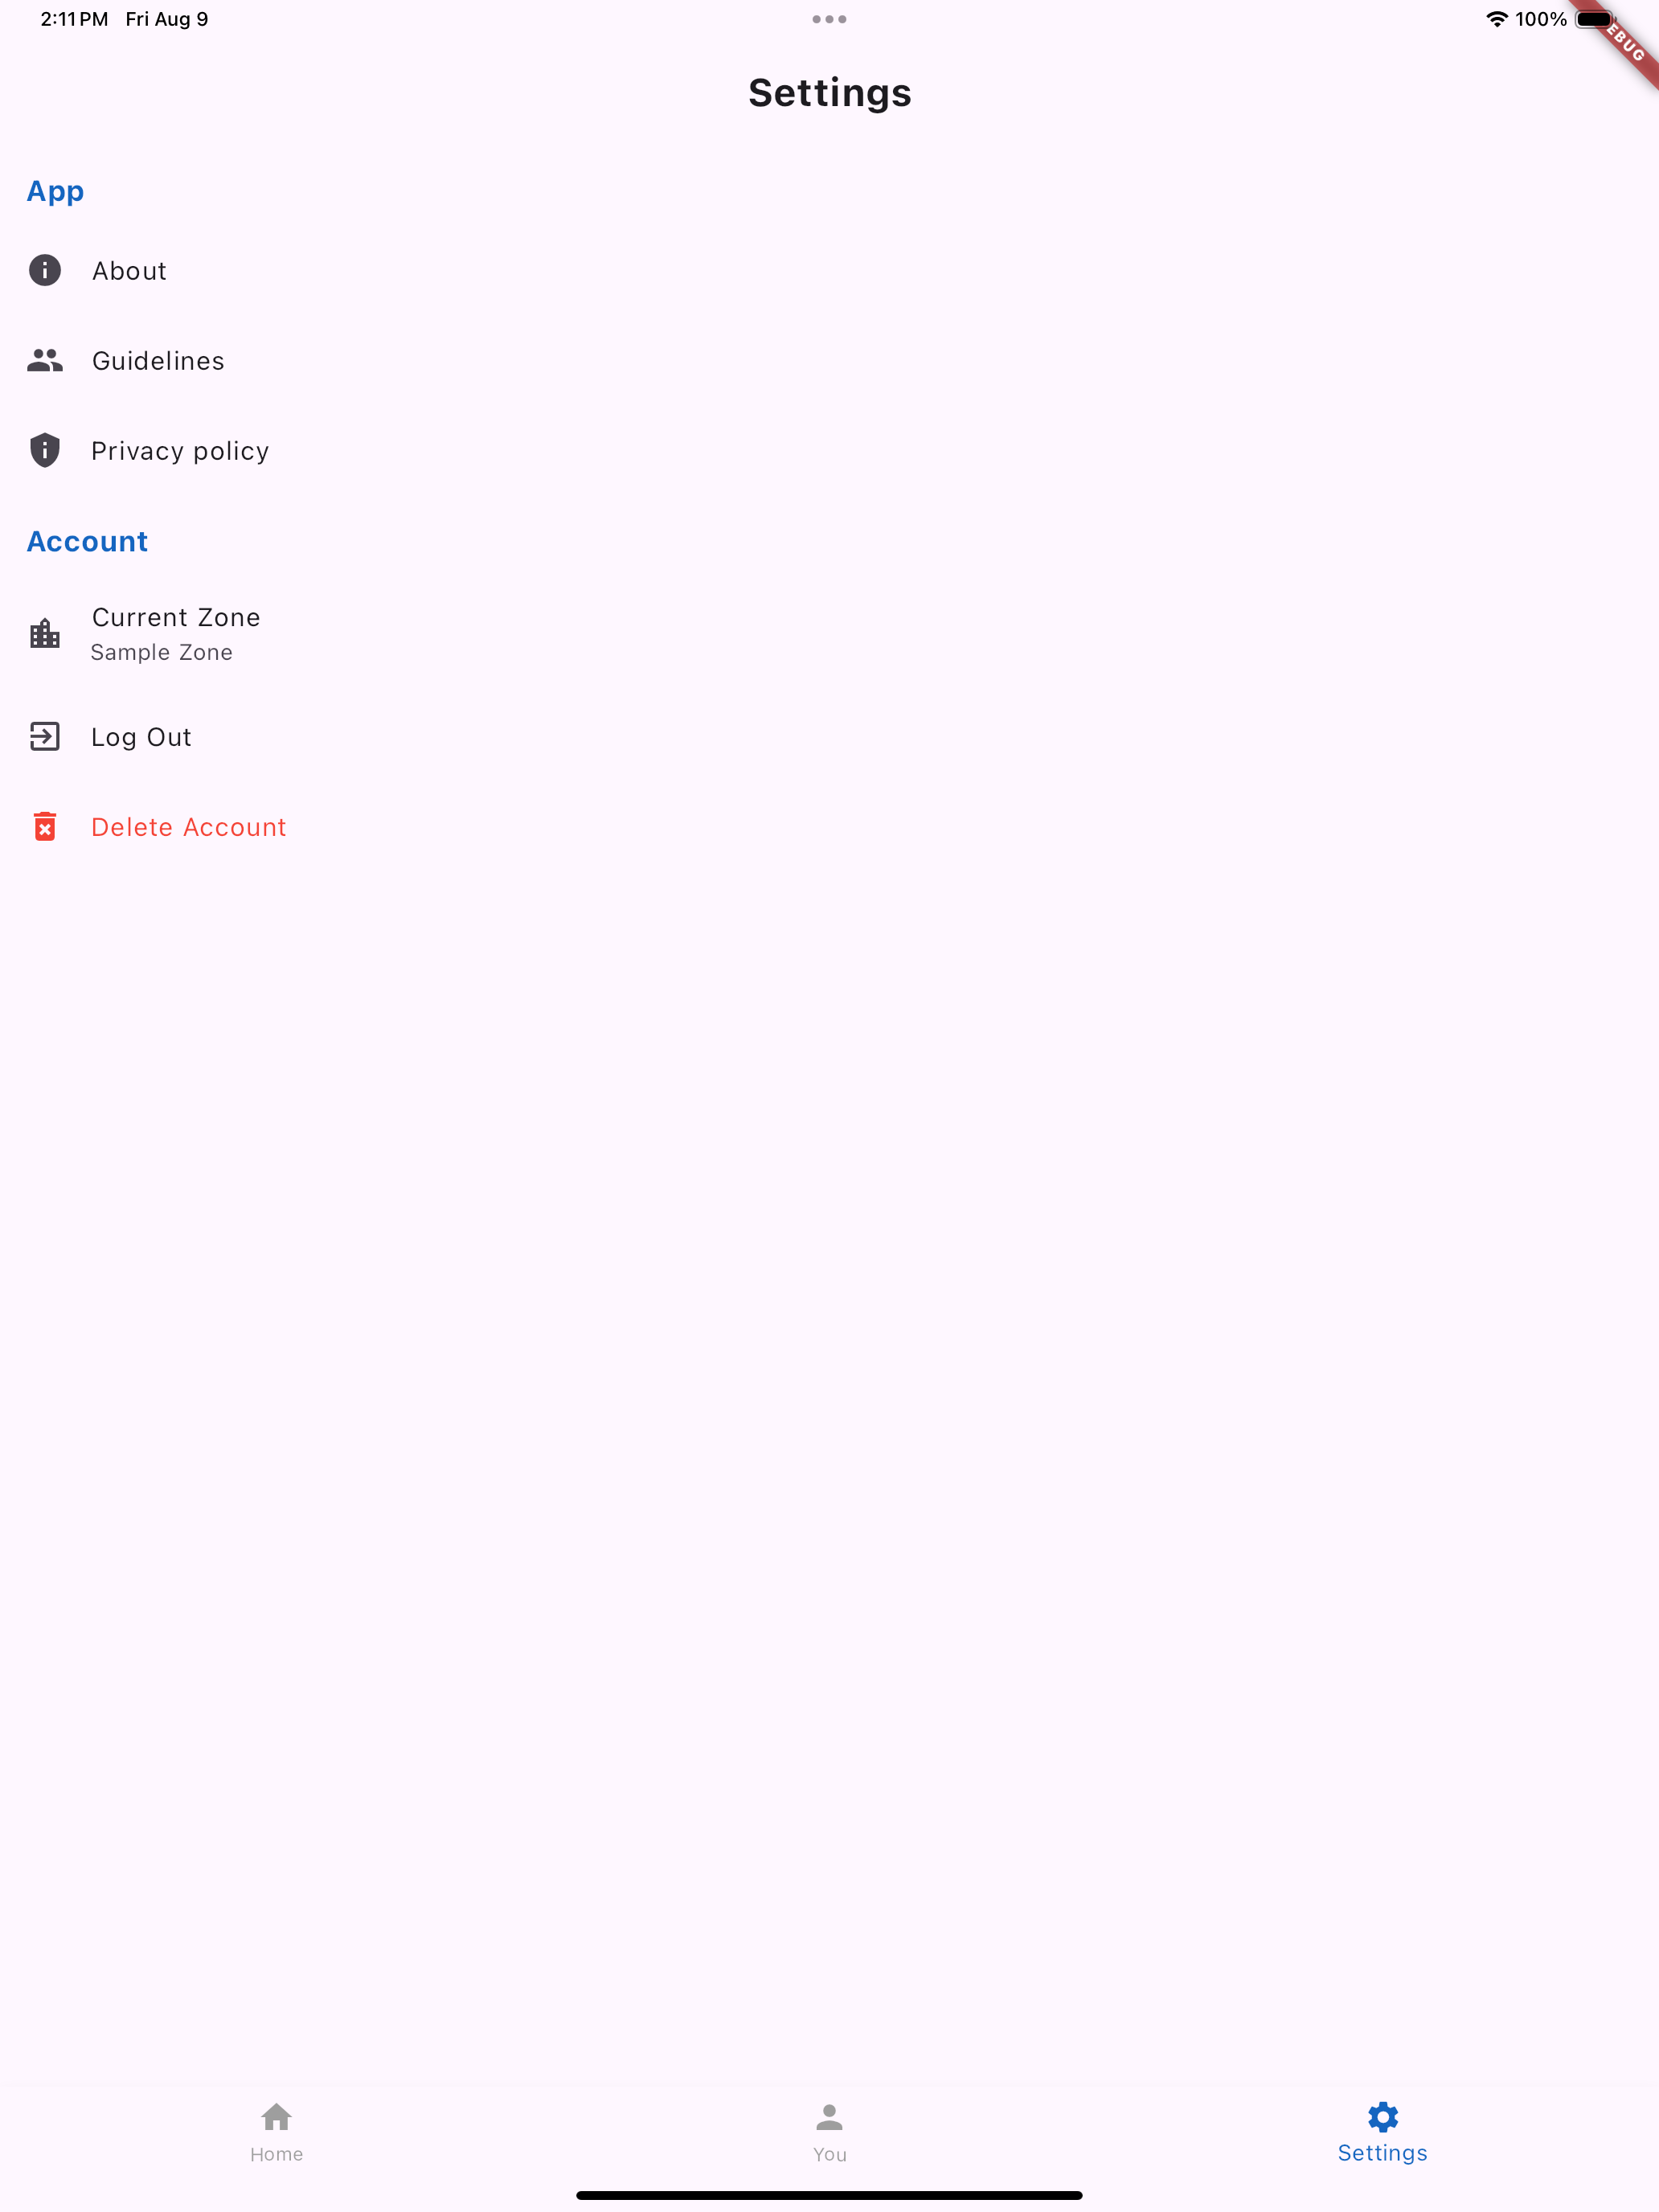 2:11 PM Fri Aug 9 100%
EBUG
Settings
App
About
Guidelines
Privacy policy
Account
Current Zone
Sample Zone
Log Out
Delete Account
Home You Settings